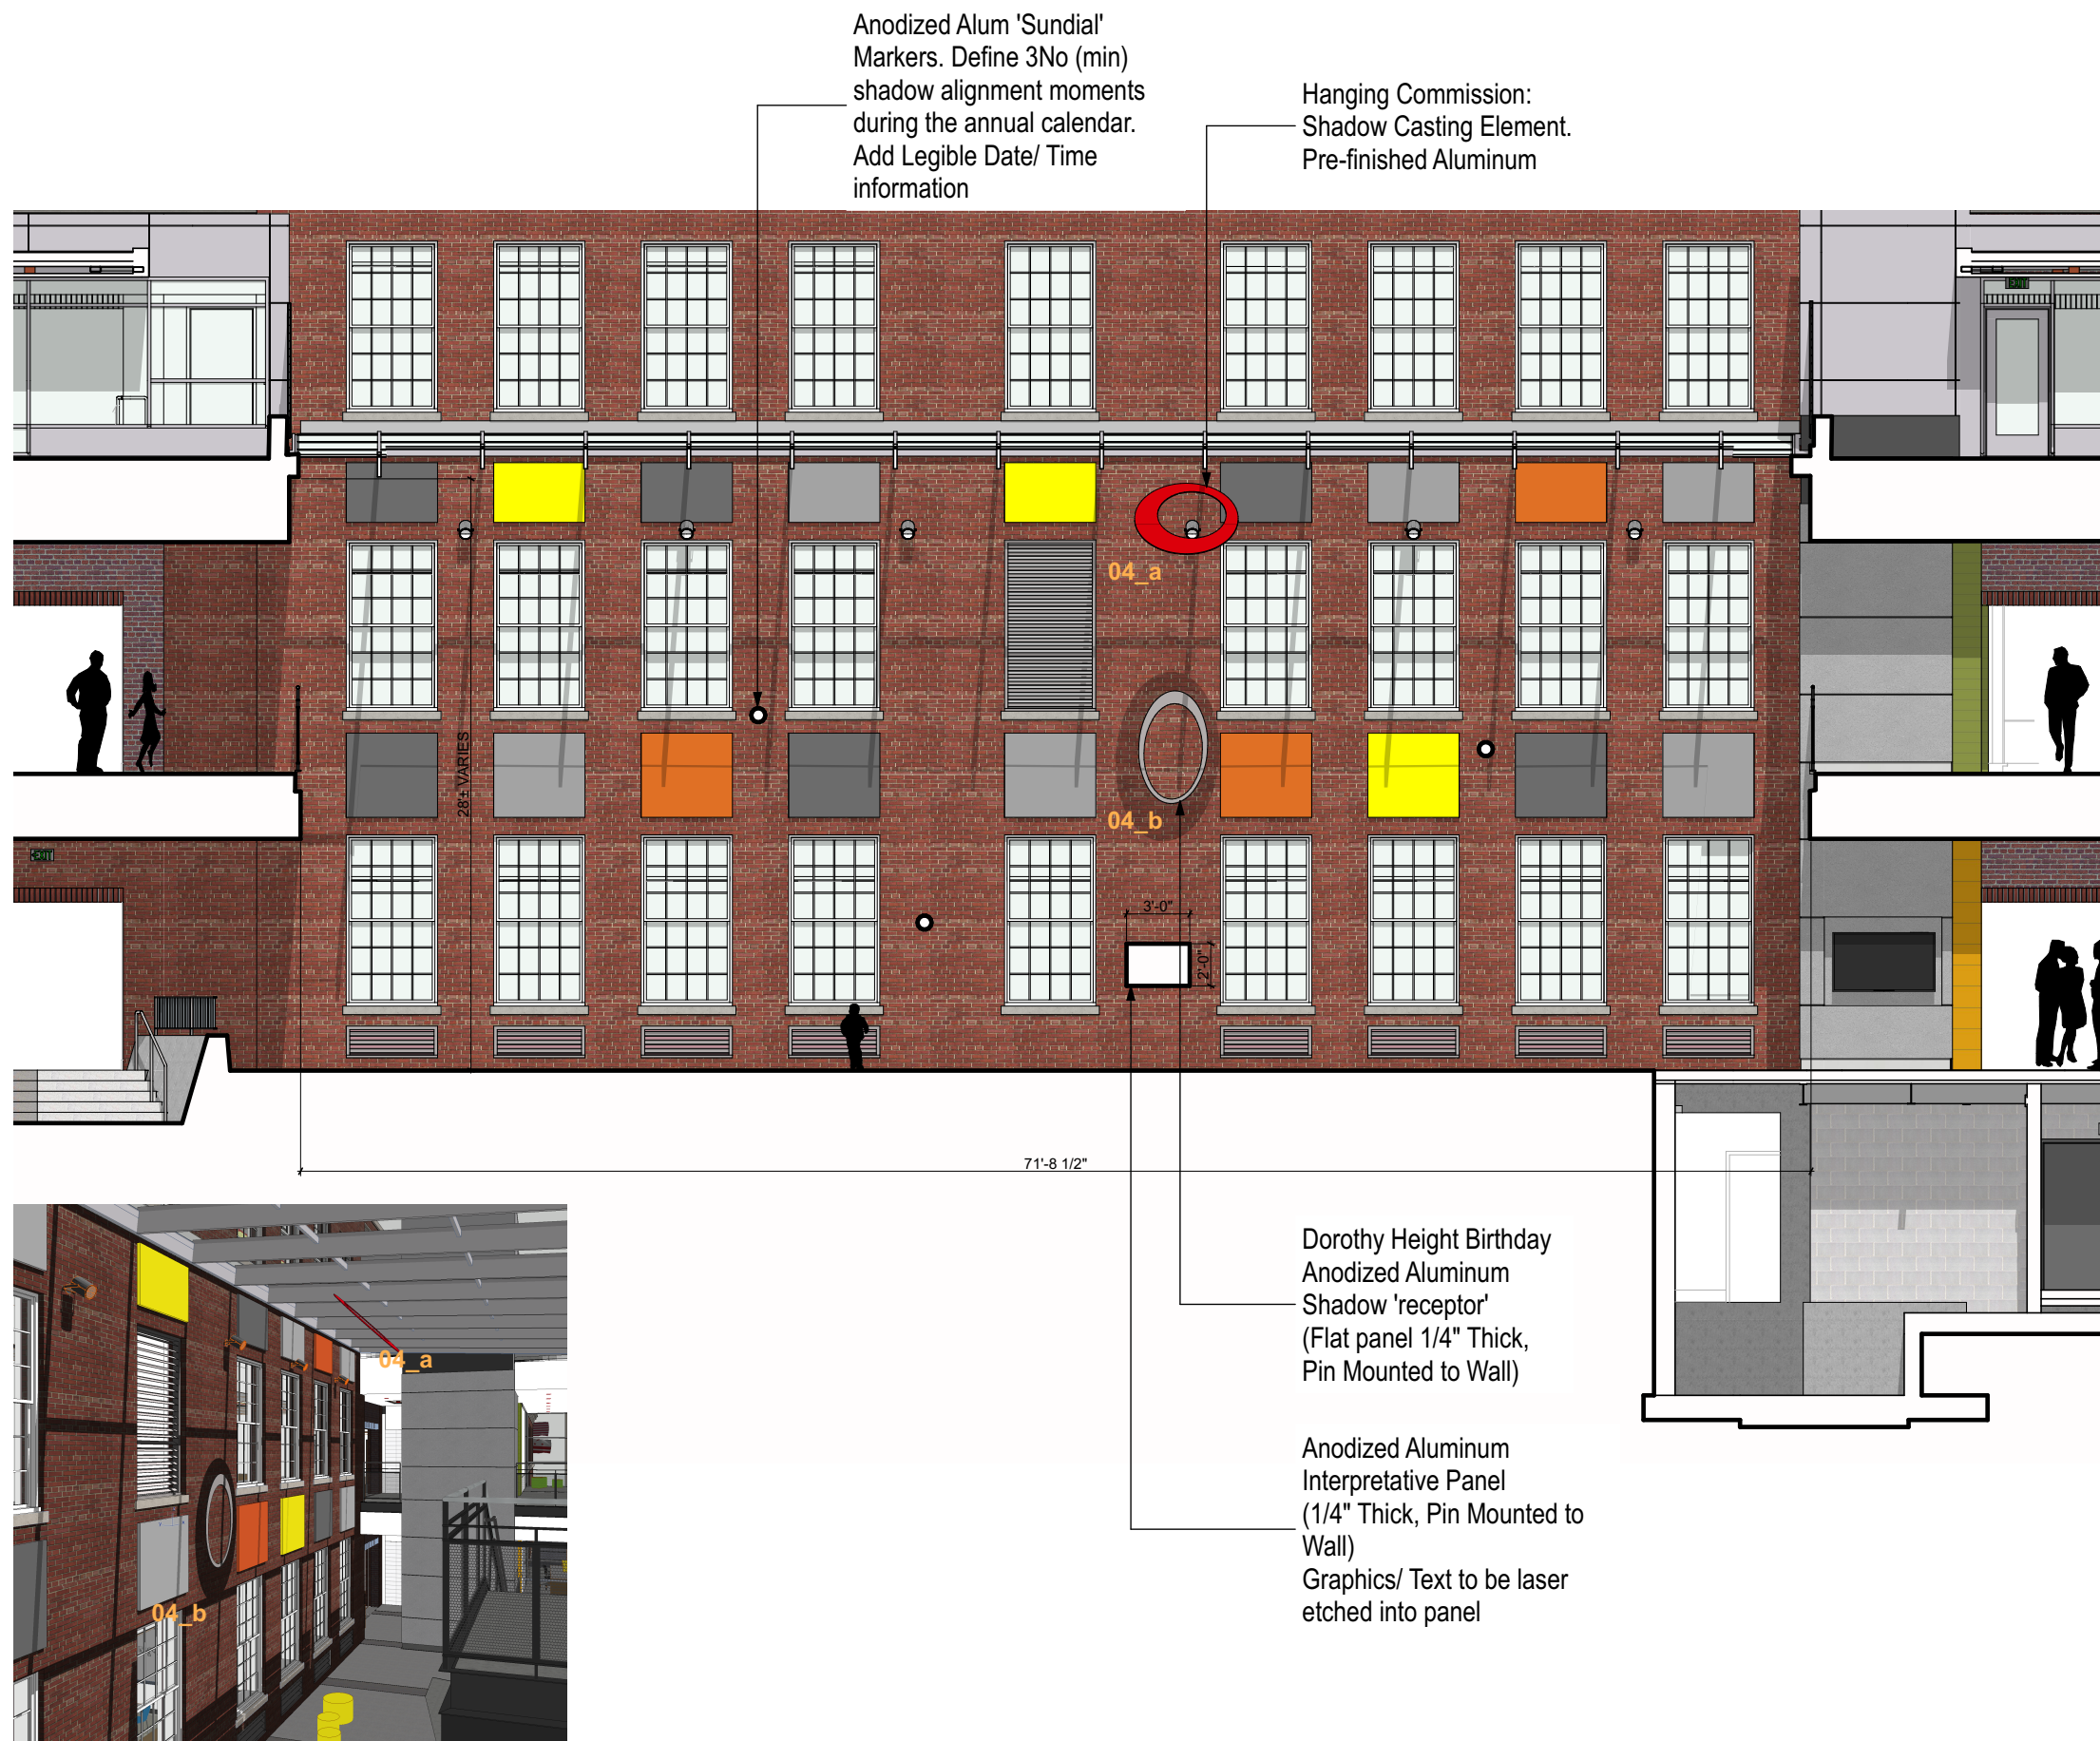 Anodized Alum 'Sundial'
Markers. Define 3No (min)
shadow alignment moments
during the annual calendar.
Add Legible Date/ Time
information
Hanging Commission:
Shadow Casting Element.
Pre-finished Aluminum
EXIT
04_a
28'± VARIES
04_b
EXIT
3'-0"
2'-0"
71'-8 1/2"
Dorothy Height Birthday
Anodized Aluminum
Shadow 'receptor'
(Flat panel 1/4" Thick,
Pin Mounted to Wall)
Anodized Aluminum
Interpretative Panel
(1/4" Thick, Pin Mounted to
Wall)
Graphics/ Text to be laser
etched into panel
04_a
04_b